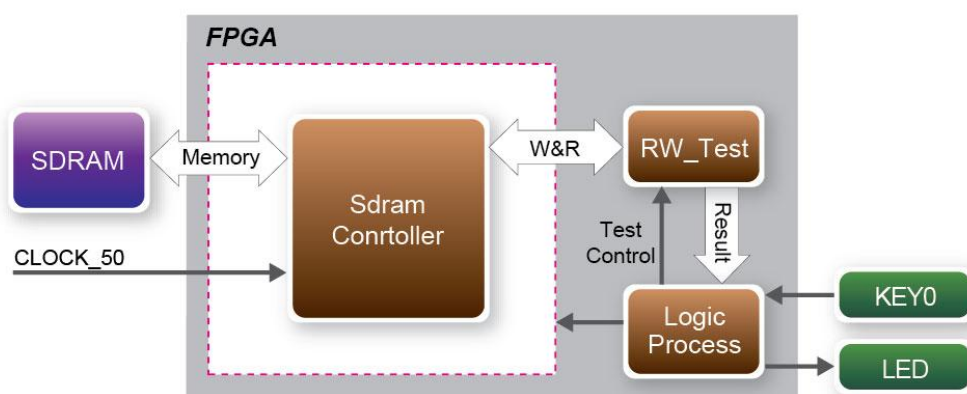 FPGA
SDRAM
Memory
Sdram
Conrtoller
W&R
RW_Test
CLOCK_50
Test
Control
Result
Logic
Process
KEY0
LED